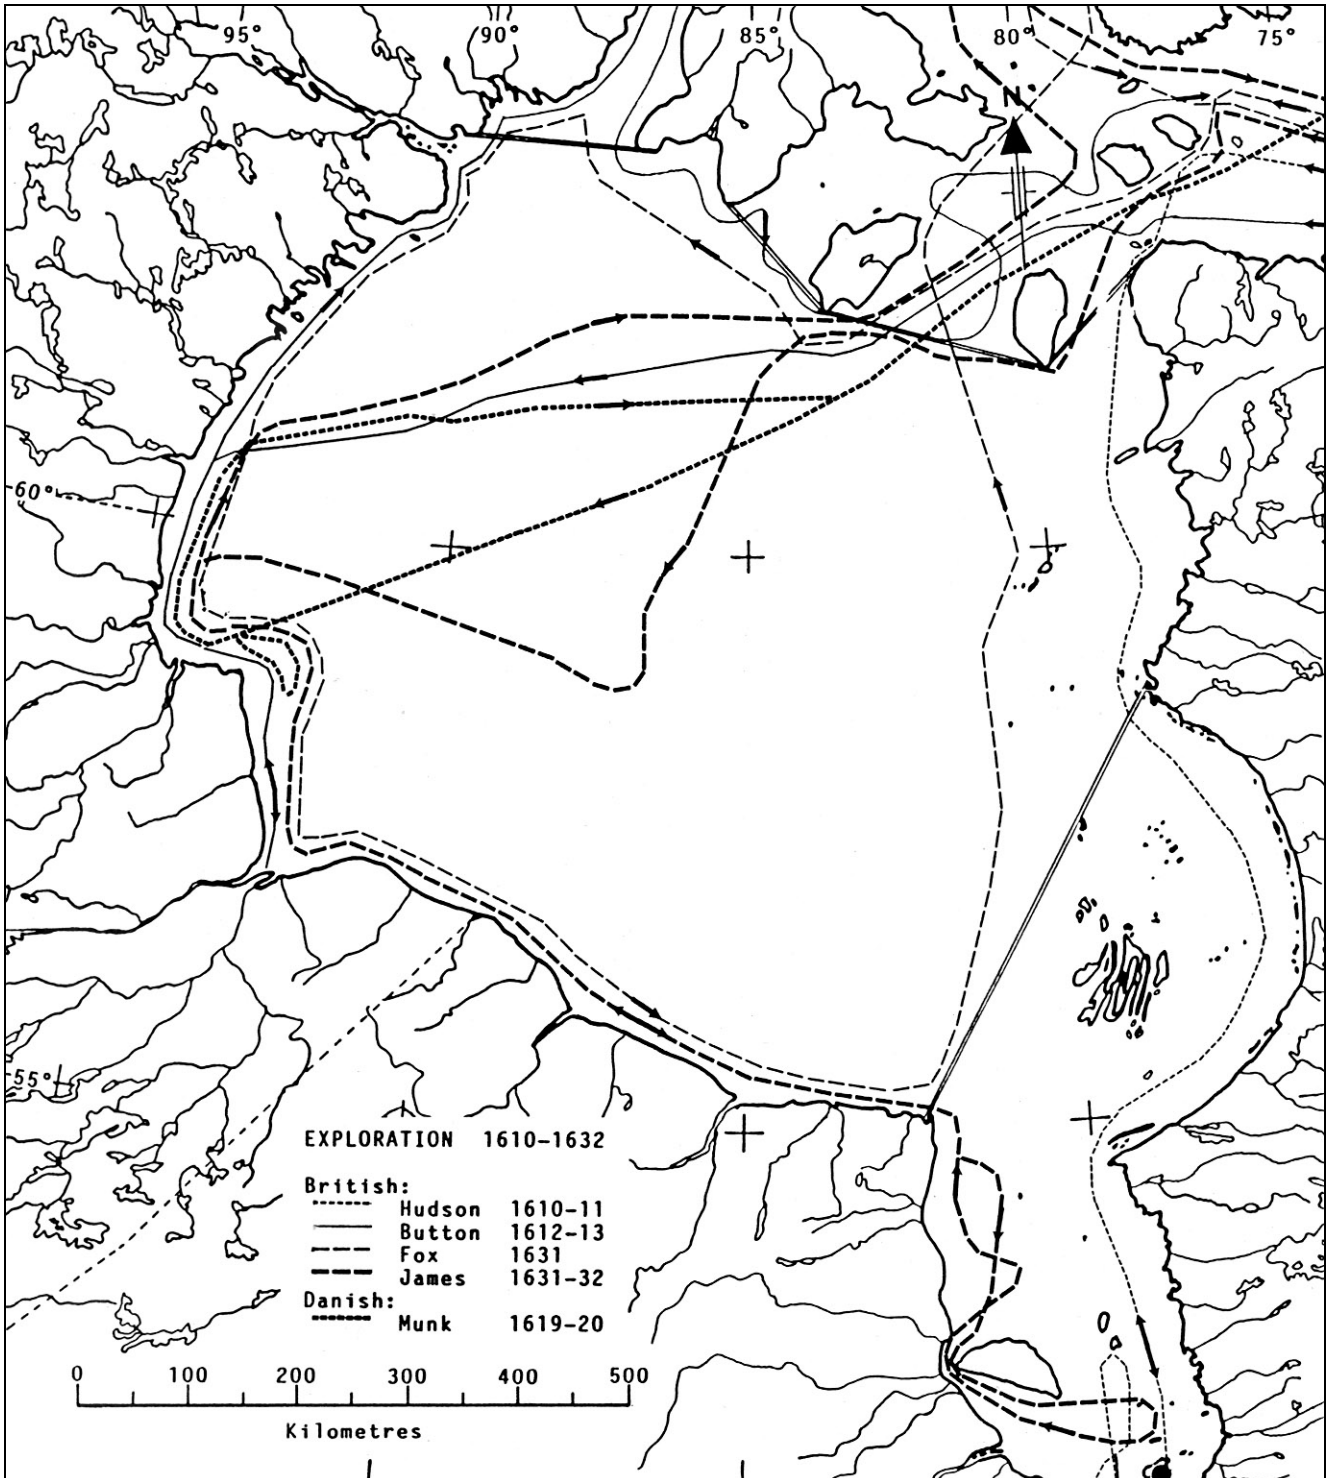 95° 90° 85° 80° 75°
N
60°
55°
EXPLORATION 1610-1632
British:
Hudson 1610-11
Button 1612-13
Fox 1631
James 1631-32
Danish:
Munk 1619-20
0 100 200 300 400 500
Kilometres